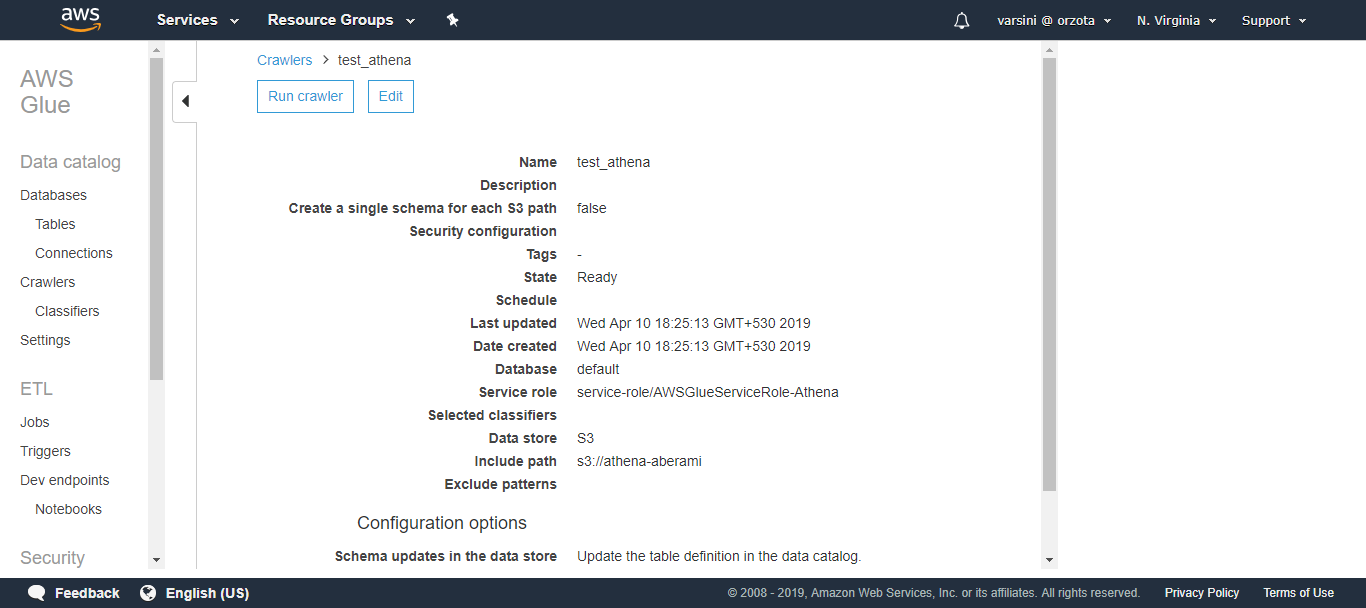 aws Services Resource Groups varsini @ orzota N. Virginia Support
AWS
Glue
Data catalog
Databases
Tables
Connections
Crawlers
Classifiers
Settings
ETL
Jobs
Triggers
Dev endpoints
Notebooks
Security
Crawlers > test_athena
Run crawler Edit
Name test_athena
Description
Create a single schema for each S3 path false
Security configuration
Tags -
State Ready
Schedule
Last updated Wed Apr 10 18:25:13 GMT+530 2019
Date created Wed Apr 10 18:25:13 GMT+530 2019
Database default
Service role service-role/AWSGlueServiceRole-Athena
Selected classifiers
Data store S3
Include path s3://athena-aberami
Exclude patterns
Configuration options
Schema updates in the data store Update the table definition in the data catalog.
Feedback English (US) © 2008 - 2019, Amazon Web Services, Inc. or its affiliates. All rights reserved. Privacy Policy Terms of Use